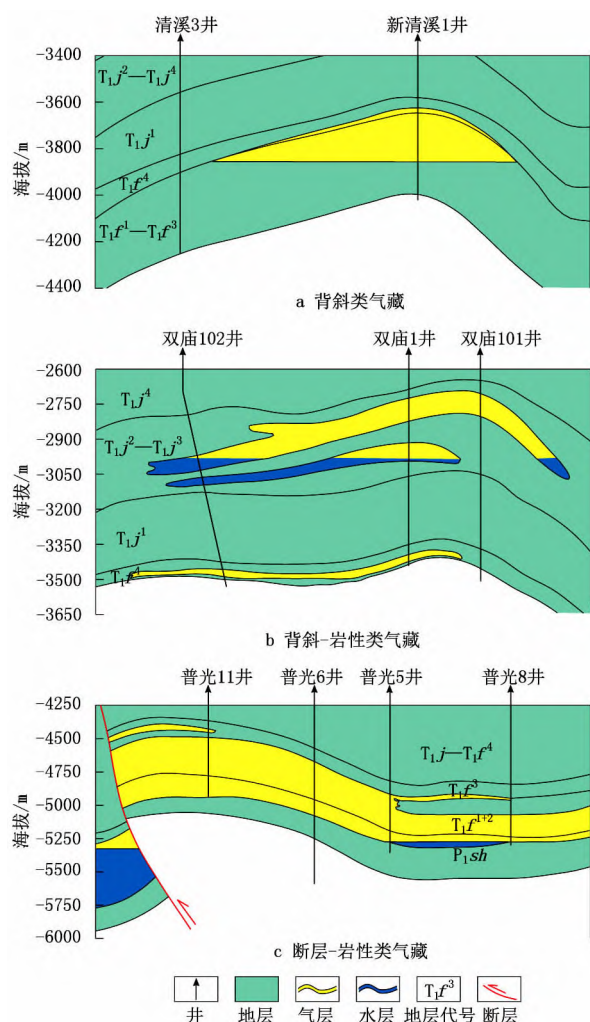 清溪3井 新清溪1井
-3400
-3600
-3800
-4000
-4200
-4400
海拔/m
T₁j²—T₁j⁴
T₁j¹
T₁f⁴
T₁f¹—T₁f³
a 背斜类气藏
双庙102井 双庙1井 双庙101井
-2600
-2750
-2900
-3050
-3200
-3350
-3500
-3650
海拔/m
T₁j⁴
T₁j²—T₁j³
T₁j¹
T₁f⁴
b 背斜-岩性类气藏
普光11井 普光6井 普光5井 普光8井
-4250
-4500
-4750
-5000
-5250
-5500
-5750
-6000
海拔/m
T₁j—T₁f⁴
T₁f³
T₁f¹⁺²
P₁sh
c 断层-岩性类气藏
T₁f³
井 地层 气层 水层 地层代号 断层